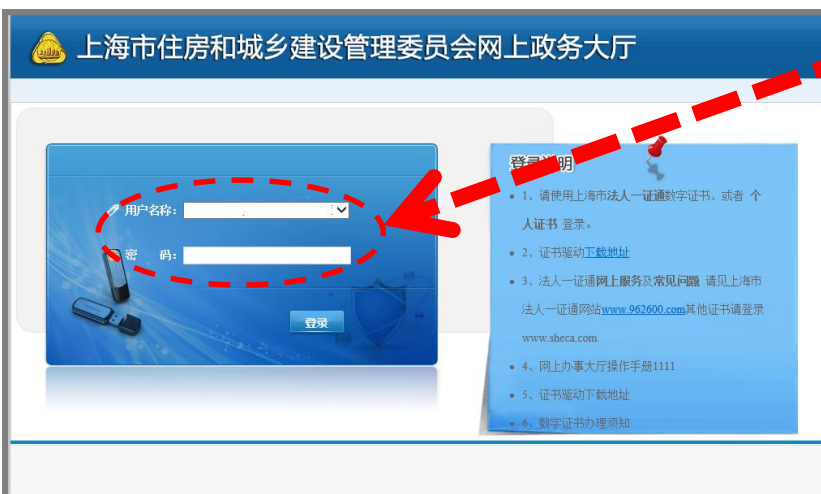 上海市住房和城乡建设管理委员会网上政务大厅
用户名称：
密 码：
登录
登录说明
1、请使用上海市法人一证通数字证书、或者 个
人证书 登录。
2、证书驱动下载地址
3、法人一证通网上服务及常见问题 请见上海市
法人一证通网站www.962600.com其他证书请登录
www.sheca.com
4、网上办事大厅操作手册1111
5、证书驱动下载地址
6、数字证书办理须知